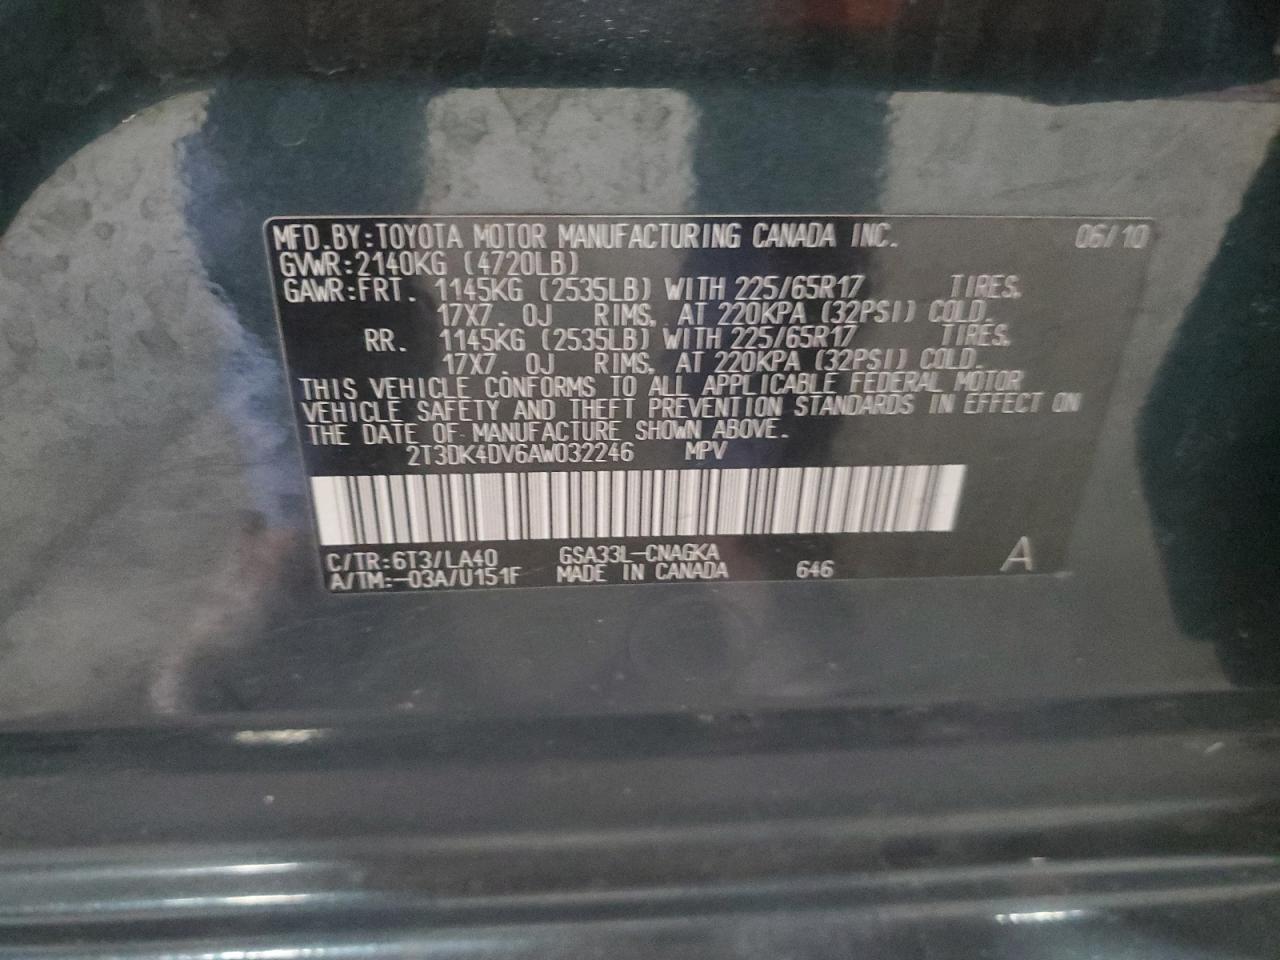 MFD.BY:TOYOTA MOTOR MANUFACTURING CANADA INC. 06/10
GVWR:2140KG (4720LB)
GAWR:FRT. 1145KG (2535LB) WITH 225/65R17 TIRES,
17X7.0J RIMS, AT 220KPA (32PSI) COLD.
RR. 1145KG (2535LB) WITH 225/65R17 TIRES,
17X7.0J RIMS, AT 220KPA (32PSI) COLD.
THIS VEHICLE CONFORMS TO ALL APPLICABLE FEDERAL MOTOR
VEHICLE SAFETY AND THEFT PREVENTION STANDARDS IN EFFECT ON
THE DATE OF MANUFACTURE SHOWN ABOVE.
2T3DK4DV6AW032246 MPV
C/TR:6T3/LA40 GSA33L-CNAGKA
A/TM:-03A/U151F MADE IN CANADA 646 A